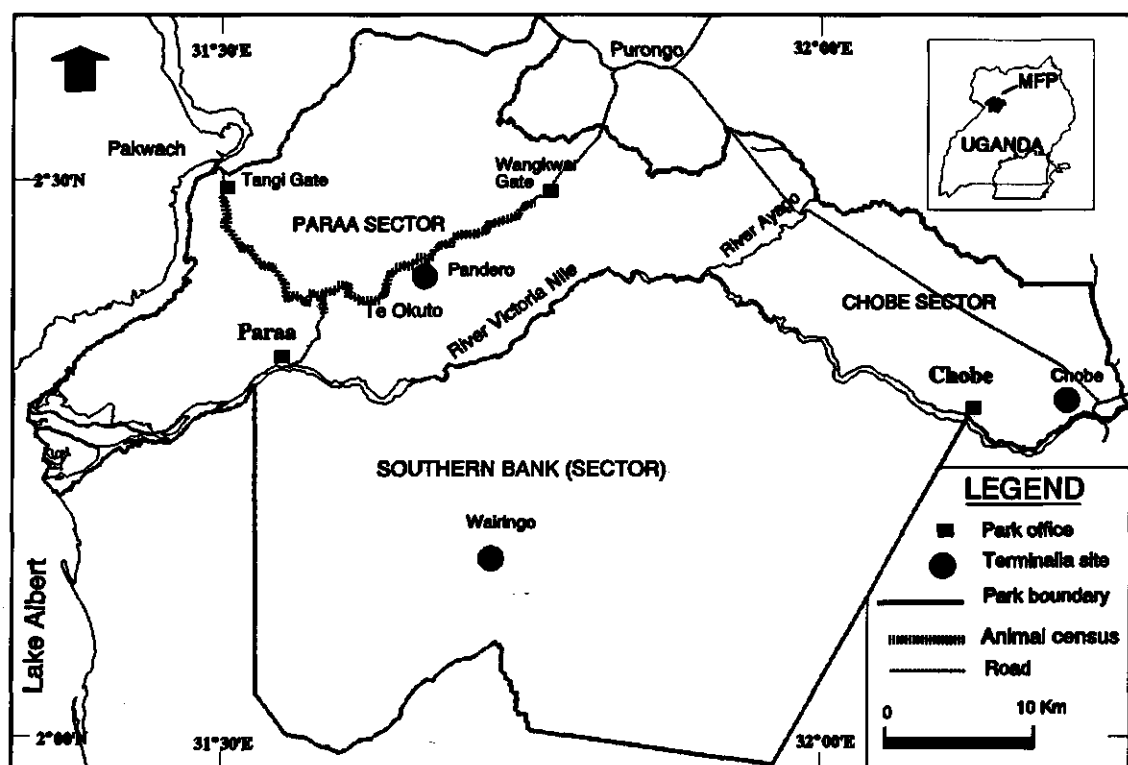 31°30'E
32°00'E
Purongo
MFP
UGANDA
Pakwach
2°30'N
Tangi Gate
Wangkwar
Gate
PARAA SECTOR
River Ayago
Pandero
CHOBE SECTOR
Te Okuto
River Victoria Nile
Paraa
Chobe
Chobe
SOUTHERN BANK (SECTOR)
Wairingo
Lake Albert
LEGEND
Park office
Terminalia site
Park boundary
Animal census
Road
0 10 Km
2°00'N
31°30'E
32°00'E